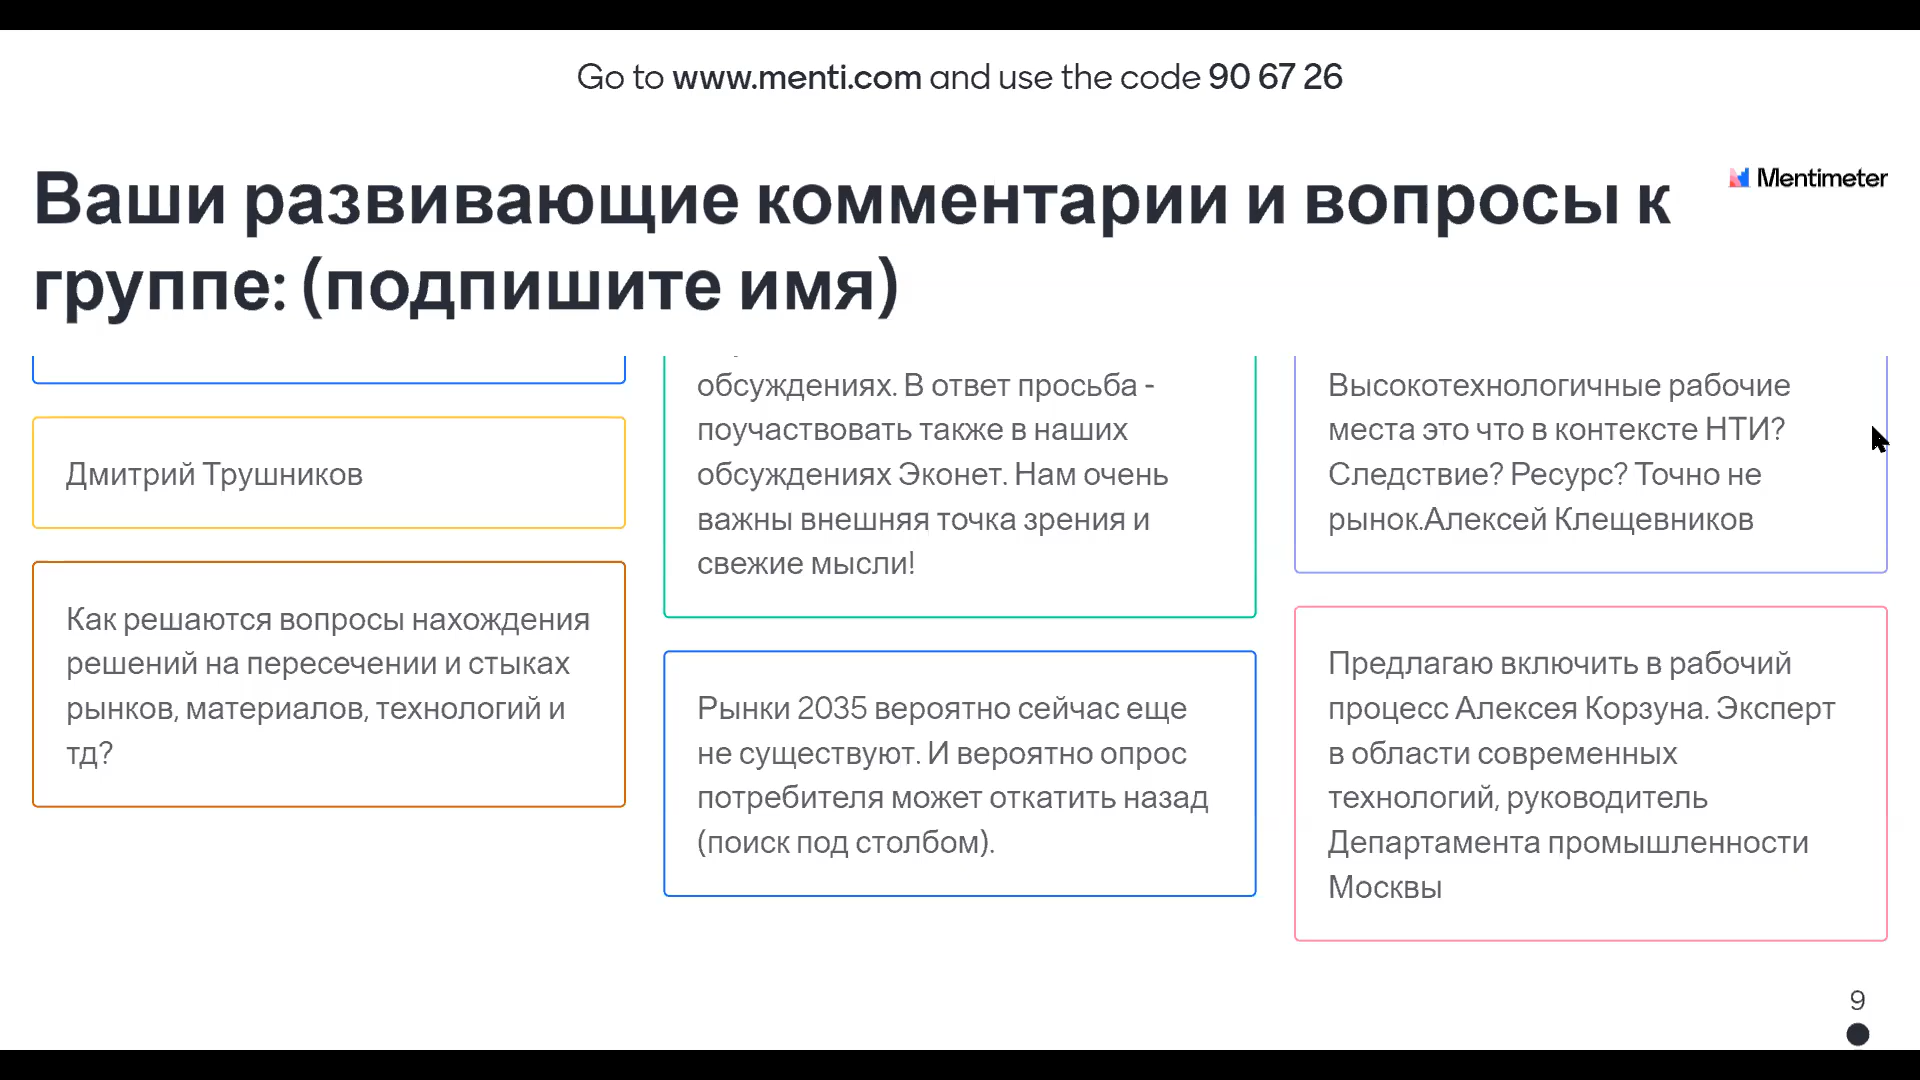 Go to www.menti.com and use the code 90 67 26
Mentimeter
Ваши развивающие комментарии и вопросы к
группе: (подпишите имя)
Дмитрий Трушников
Как решаются вопросы нахождения
решений на пересечении и стыках
рынков, материалов, технологий и
тд?
обсуждениях. В ответ просьба -
поучаствовать также в наших
обсуждениях Эконет. Нам очень
важны внешняя точка зрения и
свежие мысли!
Рынки 2035 вероятно сейчас еще
не существуют. И вероятно опрос
потребителя может откатить назад
(поиск под столбом).
Высокотехнологичные рабочие
места это что в контексте НТИ?
Следствие? Ресурс? Точно не
рынок.Алексей Клещевников
Предлагаю включить в рабочий
процесс Алексея Корзуна. Эксперт
в области современных
технологий, руководитель
Департамента промышленности
Москвы
9